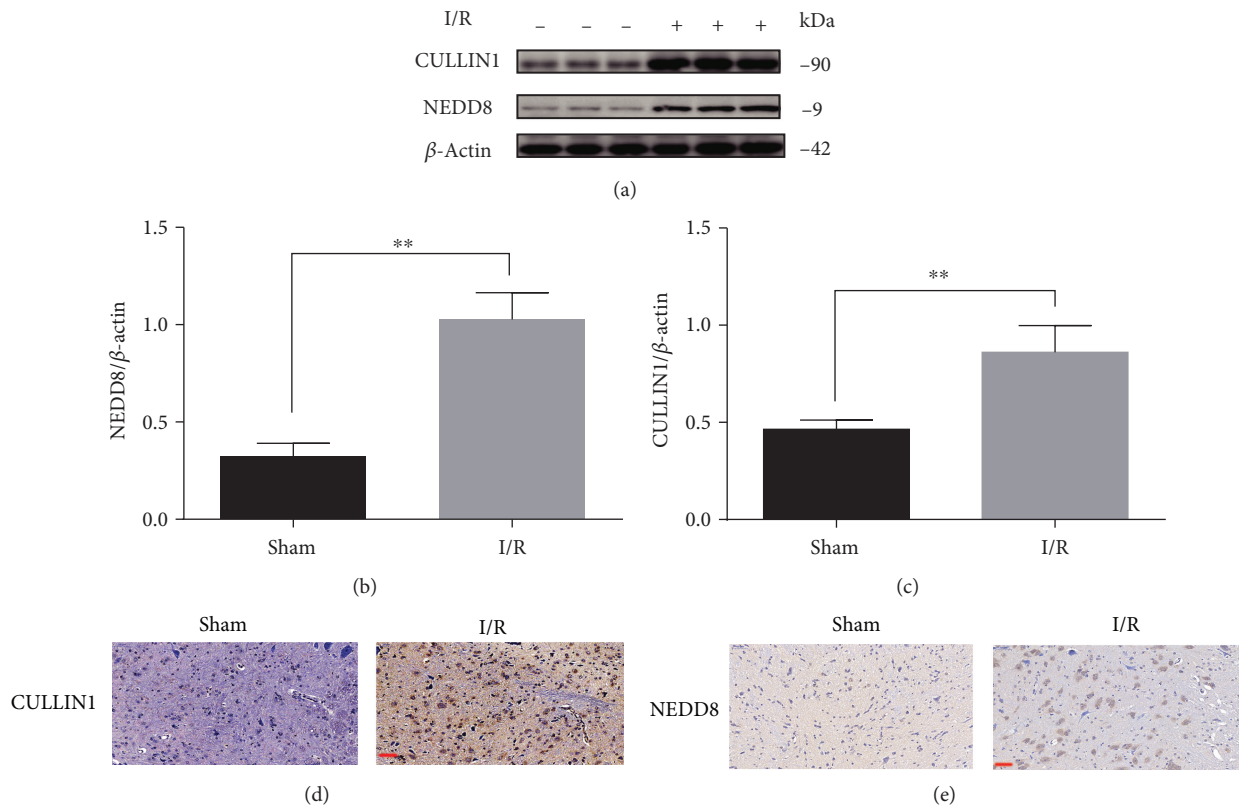 I/R – – – + + + kDa
CULLIN1 –90
NEDD8 –9
β-Actin –42
(a)
NEDD8/β-actin
1.5
1.0
0.5
0.0
**
Sham I/R
(b)
CULLIN1/β-actin
1.5
1.0
0.5
0.0
**
Sham I/R
(c)
Sham I/R
CULLIN1
(d)
Sham I/R
NEDD8
(e)